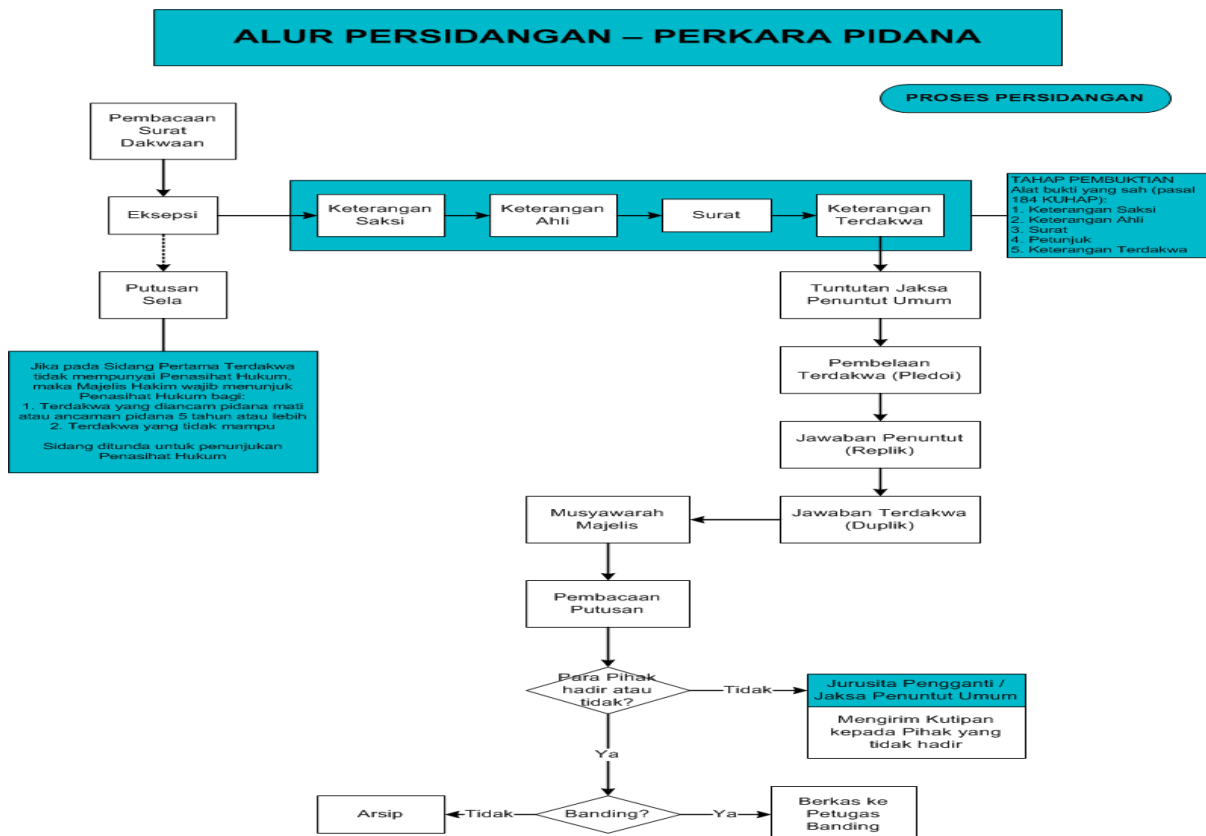 ALUR PERSIDANGAN – PERKARA PIDANA
PROSES PERSIDANGAN
Pembacaan
Surat
Dakwaan
Eksepsi
Keterangan
Saksi
Keterangan
Ahli
Surat
Keterangan
Terdakwa
TAHAP PEMBUKTIAN
Alat bukti yang sah (pasal
184 KUHAP):
1. Keterangan Saksi
2. Keterangan Ahli
3. Surat
4. Petunjuk
5. Keterangan Terdakwa
Putusan
Sela
Jika pada Sidang Pertama Terdakwa
tidak mempunyai Penasihat Hukum,
maka Majelis Hakim wajib menunjuk
Penasihat Hukum bagi:
1. Terdakwa yang diancam pidana mati
atau ancaman pidana 5 tahun atau lebih
2. Terdakwa yang tidak mampu
Sidang ditunda untuk penunjukan
Penasihat Hukum
Tuntutan Jaksa
Penuntut Umum
Pembelaan
Terdakwa (Pledoi)
Jawaban Penuntut
(Replik)
Jawaban Terdakwa
(Duplik)
Musyawarah
Majelis
Pembacaan
Putusan
Para Pihak
hadir atau
tidak?
Tidak
Jurusita Pengganti /
Jaksa Penuntut Umum
Mengirim Kutipan
kepada Pihak yang
tidak hadir
Ya
Banding?
Tidak
Arsip
Ya
Berkas ke
Petugas
Banding